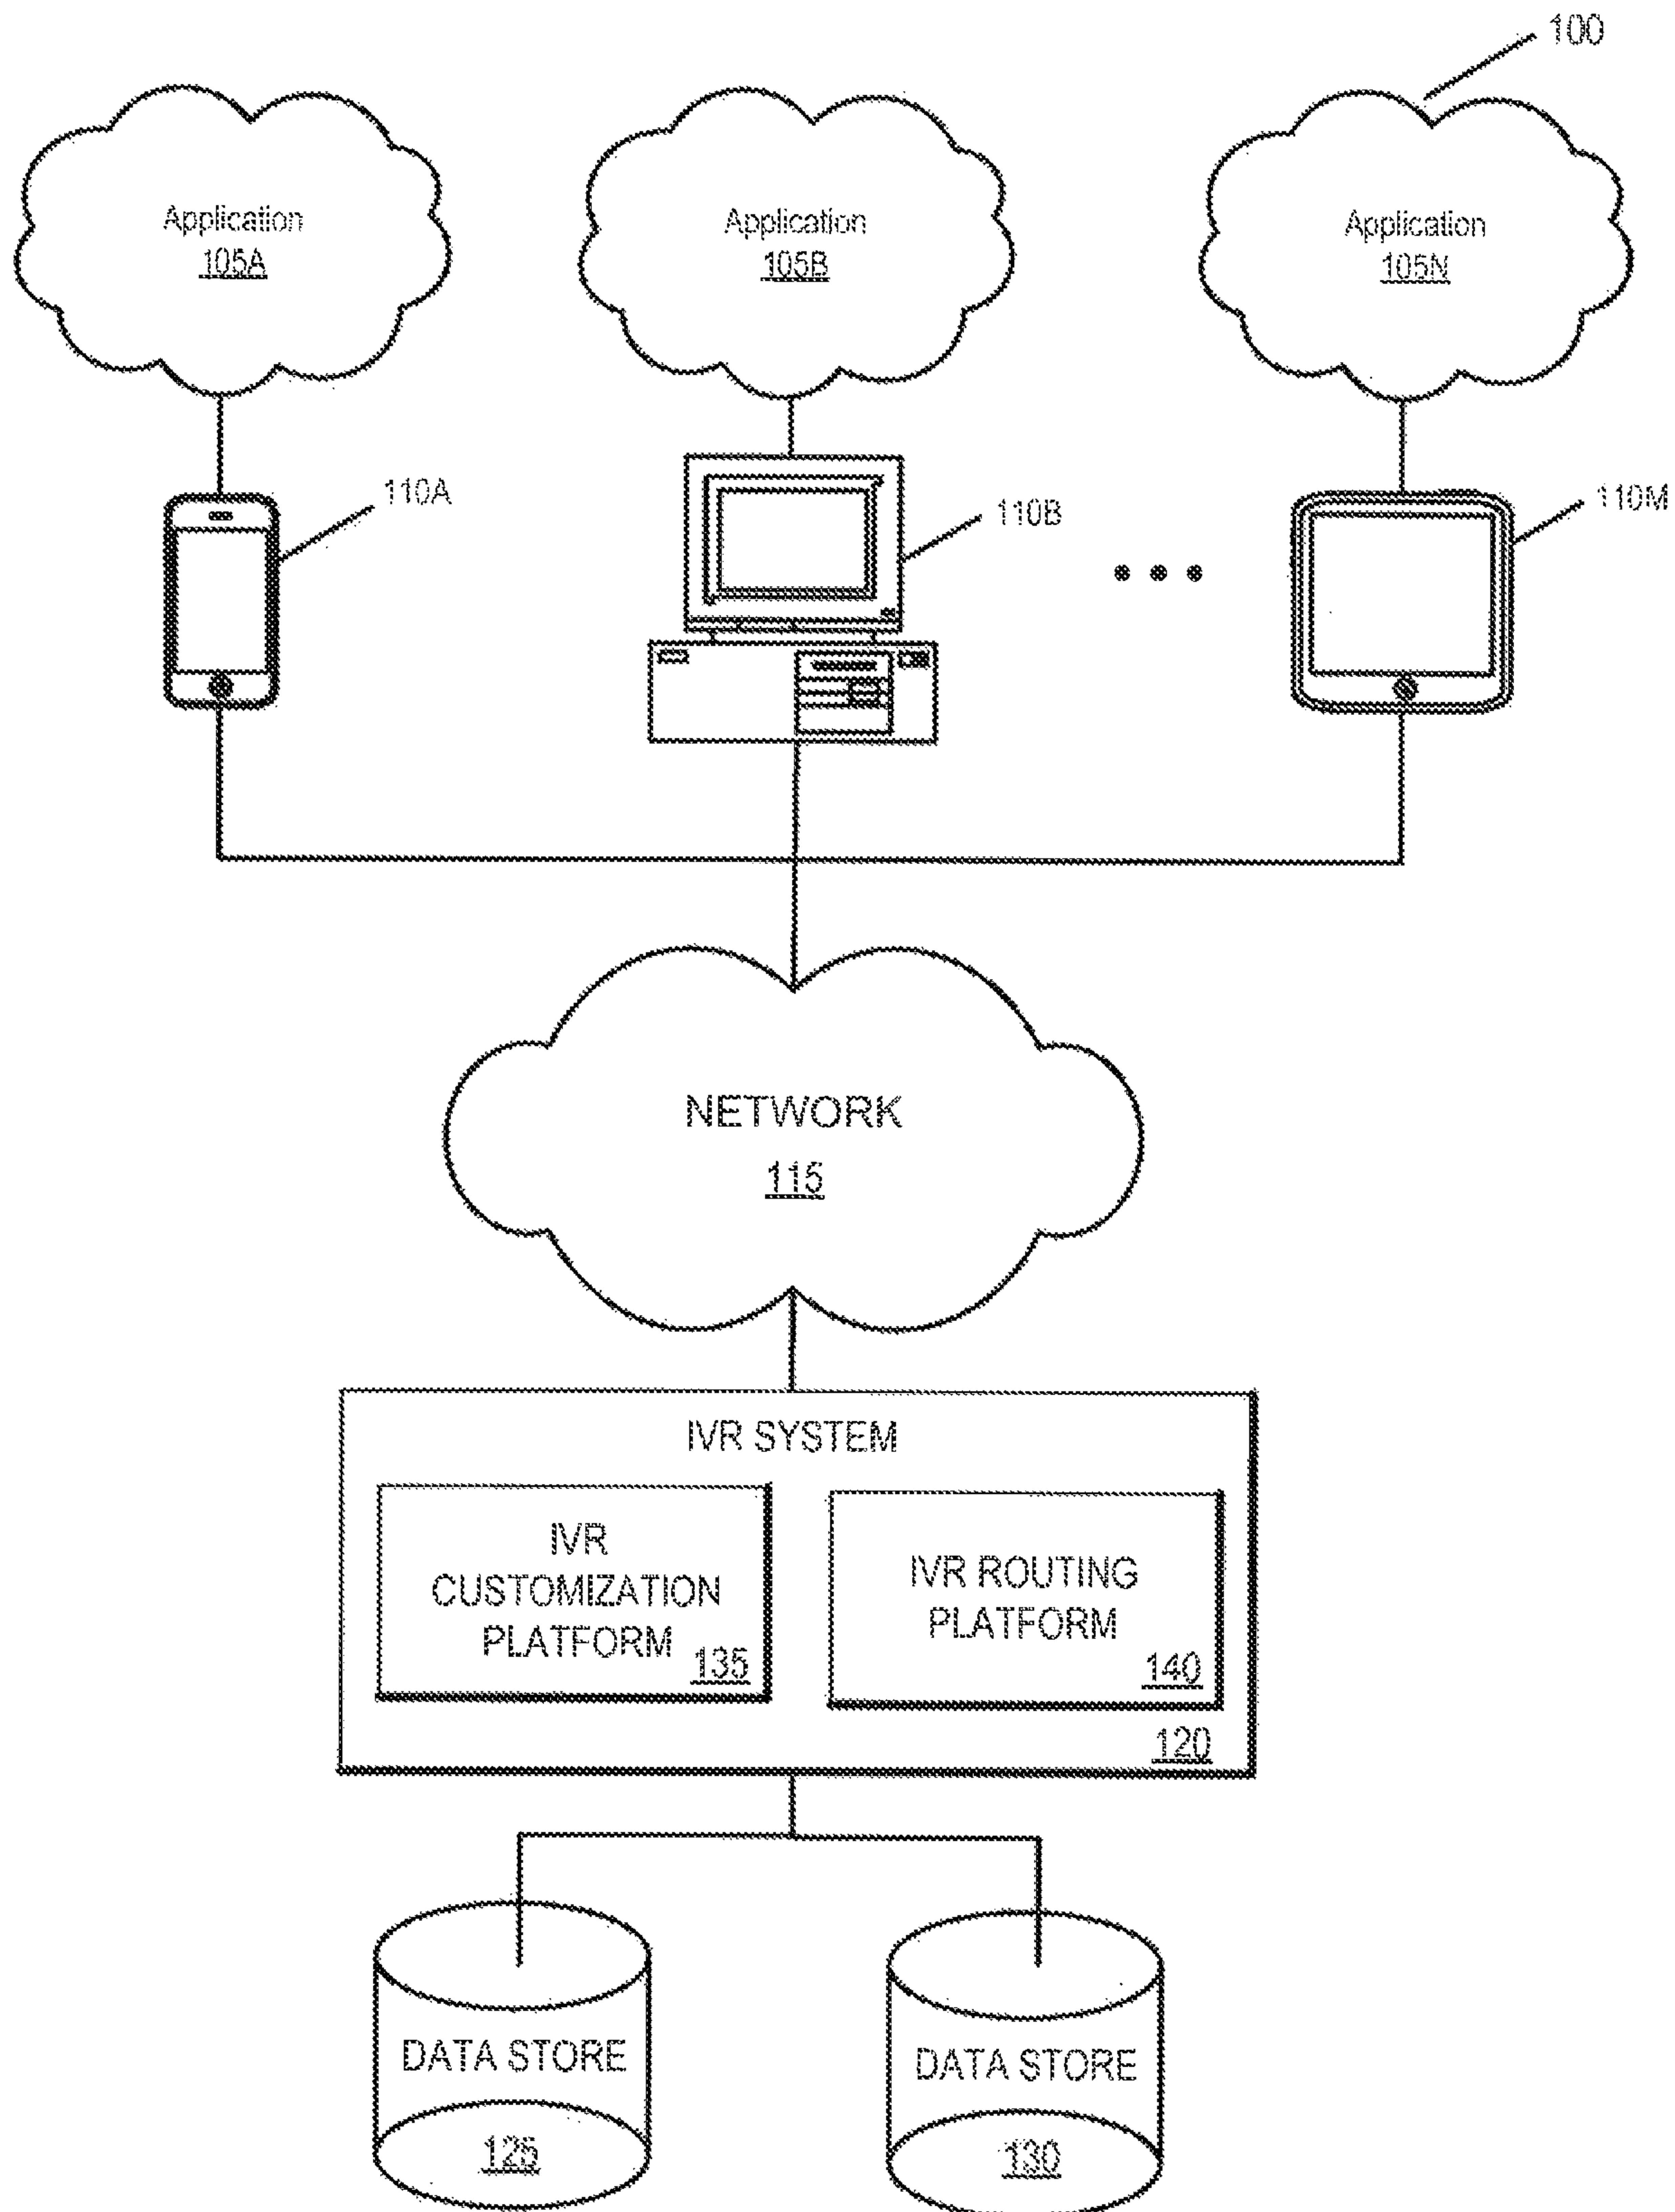 100
Application
105A
Application
105B
Application
105N
110A
110B
110M
NETWORK
115
IVR SYSTEM
IVR
CUSTOMIZATION
PLATFORM
135
IVR ROUTING
PLATFORM
140
120
DATA STORE
125
DATA STORE
130